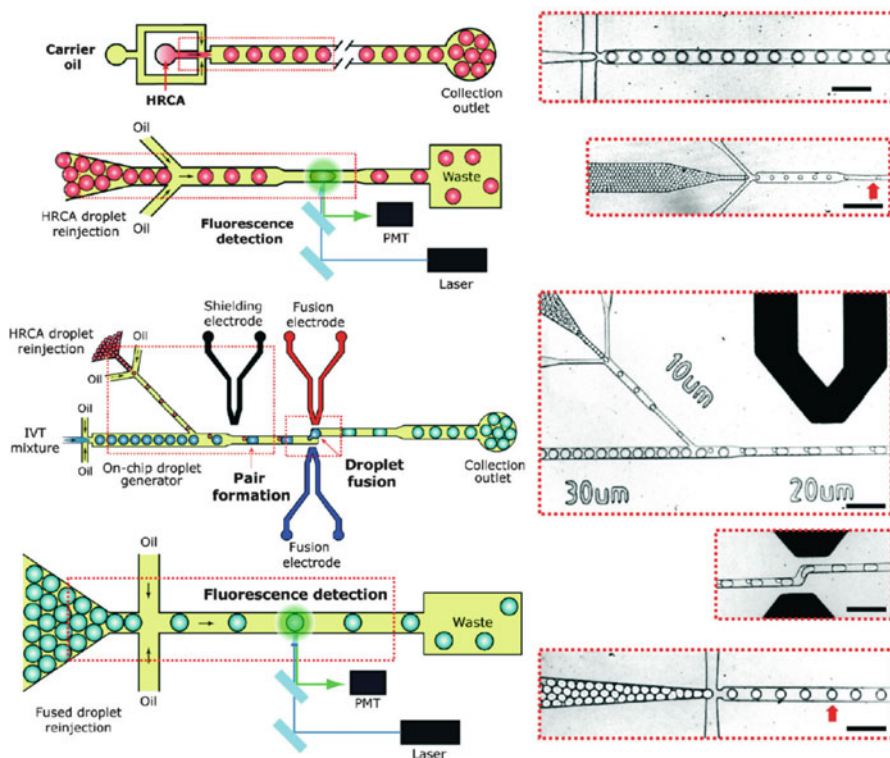 Carrier
oil
HRCA
Collection
outlet
Oil
HRCA droplet
reinjection
Oil
Fluorescence
detection
PMT
Laser
Waste
Shielding
electrode
Fusion
electrode
HRCA droplet
reinjection
Oil
Oil
Oil
IVT
mixture
Oil
On-chip droplet
generator
Pair
formation
Droplet
fusion
Collection
outlet
Fusion
electrode
10um
30um
20um
Oil
Fluorescence detection
Waste
Fused droplet
reinjection
Oil
PMT
Laser